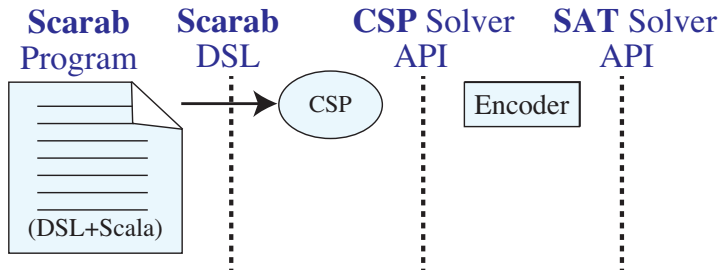 Scarab Program
Scarab DSL
CSP Solver API
SAT Solver API
CSP
Encoder
(DSL+Scala)